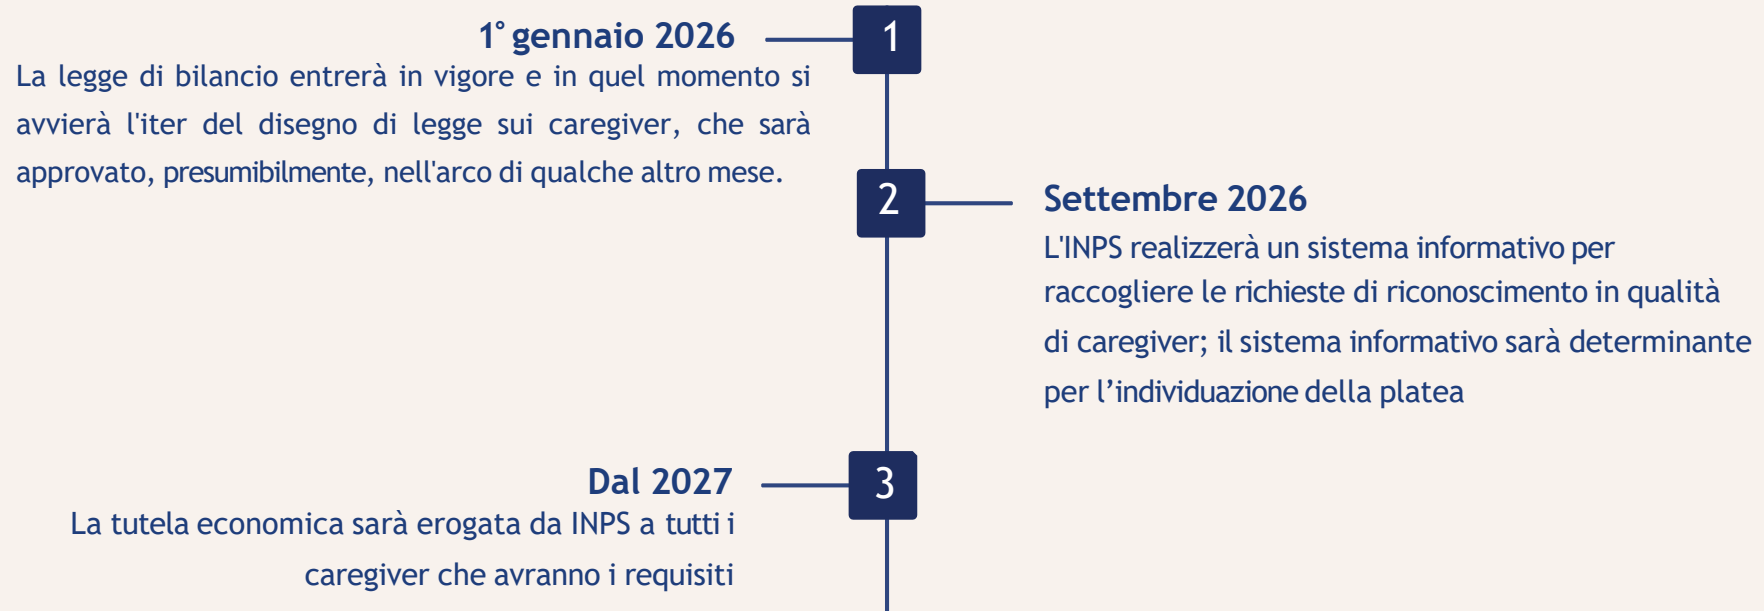 1
1° gennaio 2026
La legge di bilancio entrerà in vigore e in quel momento si
avvierà l'iter del disegno di legge sui caregiver, che sarà
approvato, presumibilmente, nell'arco di qualche altro mese.
2
Settembre 2026
L'INPS realizzerà un sistema informativo per
raccogliere le richieste di riconoscimento in qualità
di caregiver; il sistema informativo sarà determinante
per l’individuazione della platea
3
Dal 2027
La tutela economica sarà erogata da INPS a tutti i
caregiver che avranno i requisiti